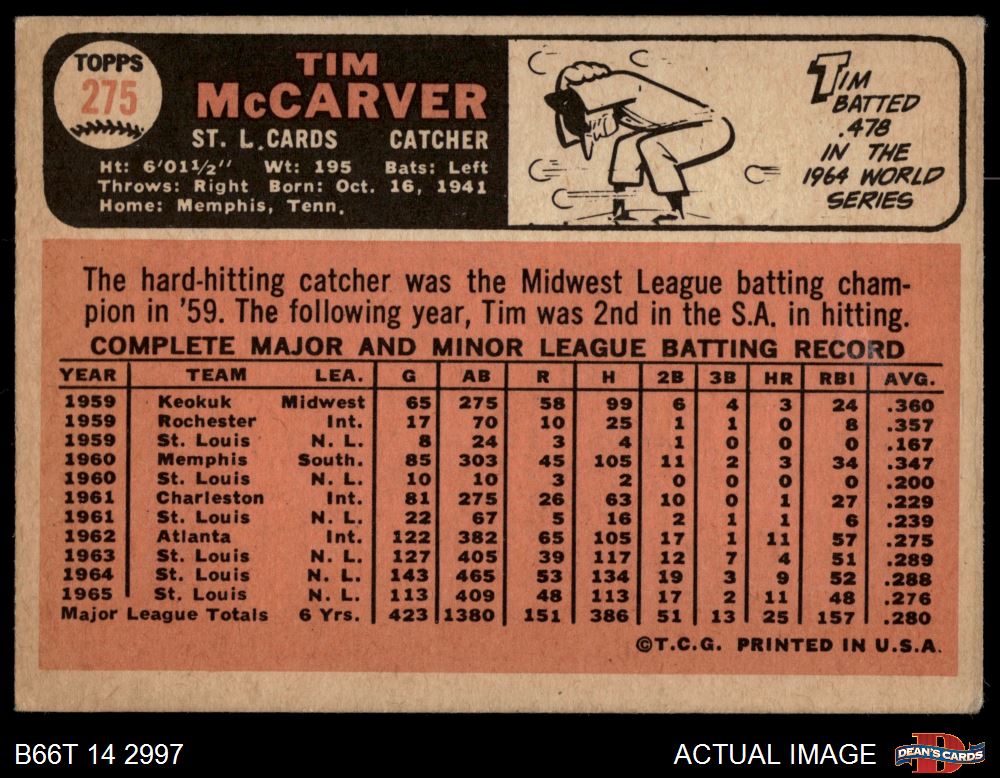 TOPPS
275
TIM
McCARVER
ST. L. CARDS CATCHER
Ht: 6'01½" Wt: 195 Bats: Left
Throws: Right Born: Oct. 16, 1941
Home: Memphis, Tenn.
TIM
BATTED
.478
IN THE
1964 WORLD
SERIES
The hard-hitting catcher was the Midwest League batting cham-
pion in '59. The following year, Tim was 2nd in the S.A. in hitting.
COMPLETE MAJOR AND MINOR LEAGUE BATTING RECORD
YEAR TEAM LEA. G AB R H 2B 3B HR RBI AVG.
1959 Keokuk Midwest 65 275 58 99 6 4 3 24 .360
1959 Rochester Int. 17 70 10 25 1 1 0 8 .357
1959 St. Louis N. L. 8 24 3 4 1 0 0 0 .167
1960 Memphis South. 85 303 45 105 11 2 3 34 .347
1960 St. Louis N. L. 10 10 3 2 0 0 0 0 .200
1961 Charleston Int. 81 275 26 63 10 0 1 27 .229
1961 St. Louis N. L. 22 67 5 16 2 1 1 6 .239
1962 Atlanta Int. 122 382 65 105 17 1 11 57 .275
1963 St. Louis N. L. 127 405 39 117 12 7 4 51 .289
1964 St. Louis N. L. 143 465 53 134 19 3 9 52 .288
1965 St. Louis N. L. 113 409 48 113 17 2 11 48 .276
Major League Totals 6 Yrs. 423 1380 151 386 51 13 25 157 .280
©T.C.G. PRINTED IN U.S.A.
B66T 14 2997 ACTUAL IMAGE
DEAN'S CARDS